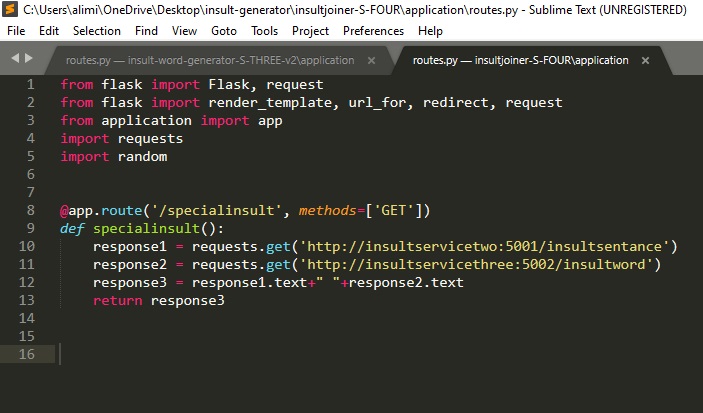 C:\Users\alimi\OneDrive\Desktop\insult-generator\insultjoiner-S-FOUR\application\routes.py - Sublime Text (UNREGISTERED)
File Edit Selection Find View Goto Tools Project Preferences Help
routes.py — insult-word-generator-S-THREE-v2\application × routes.py — insultjoiner-S-FOUR\application ×
1 from flask import Flask, request
2 from flask import render_template, url_for, redirect, request
3 from application import app
4 import requests
5 import random
6
7
8 @app.route('/specialinsult', methods=['GET'])
9 def specialinsult():
10 response1 = requests.get('http://insultservicetwo:5001/insultsentance')
11 response2 = requests.get('http://insultservicethree:5002/insultword')
12 response3 = response1.text+" "+response2.text
13 return response3
14
15
16